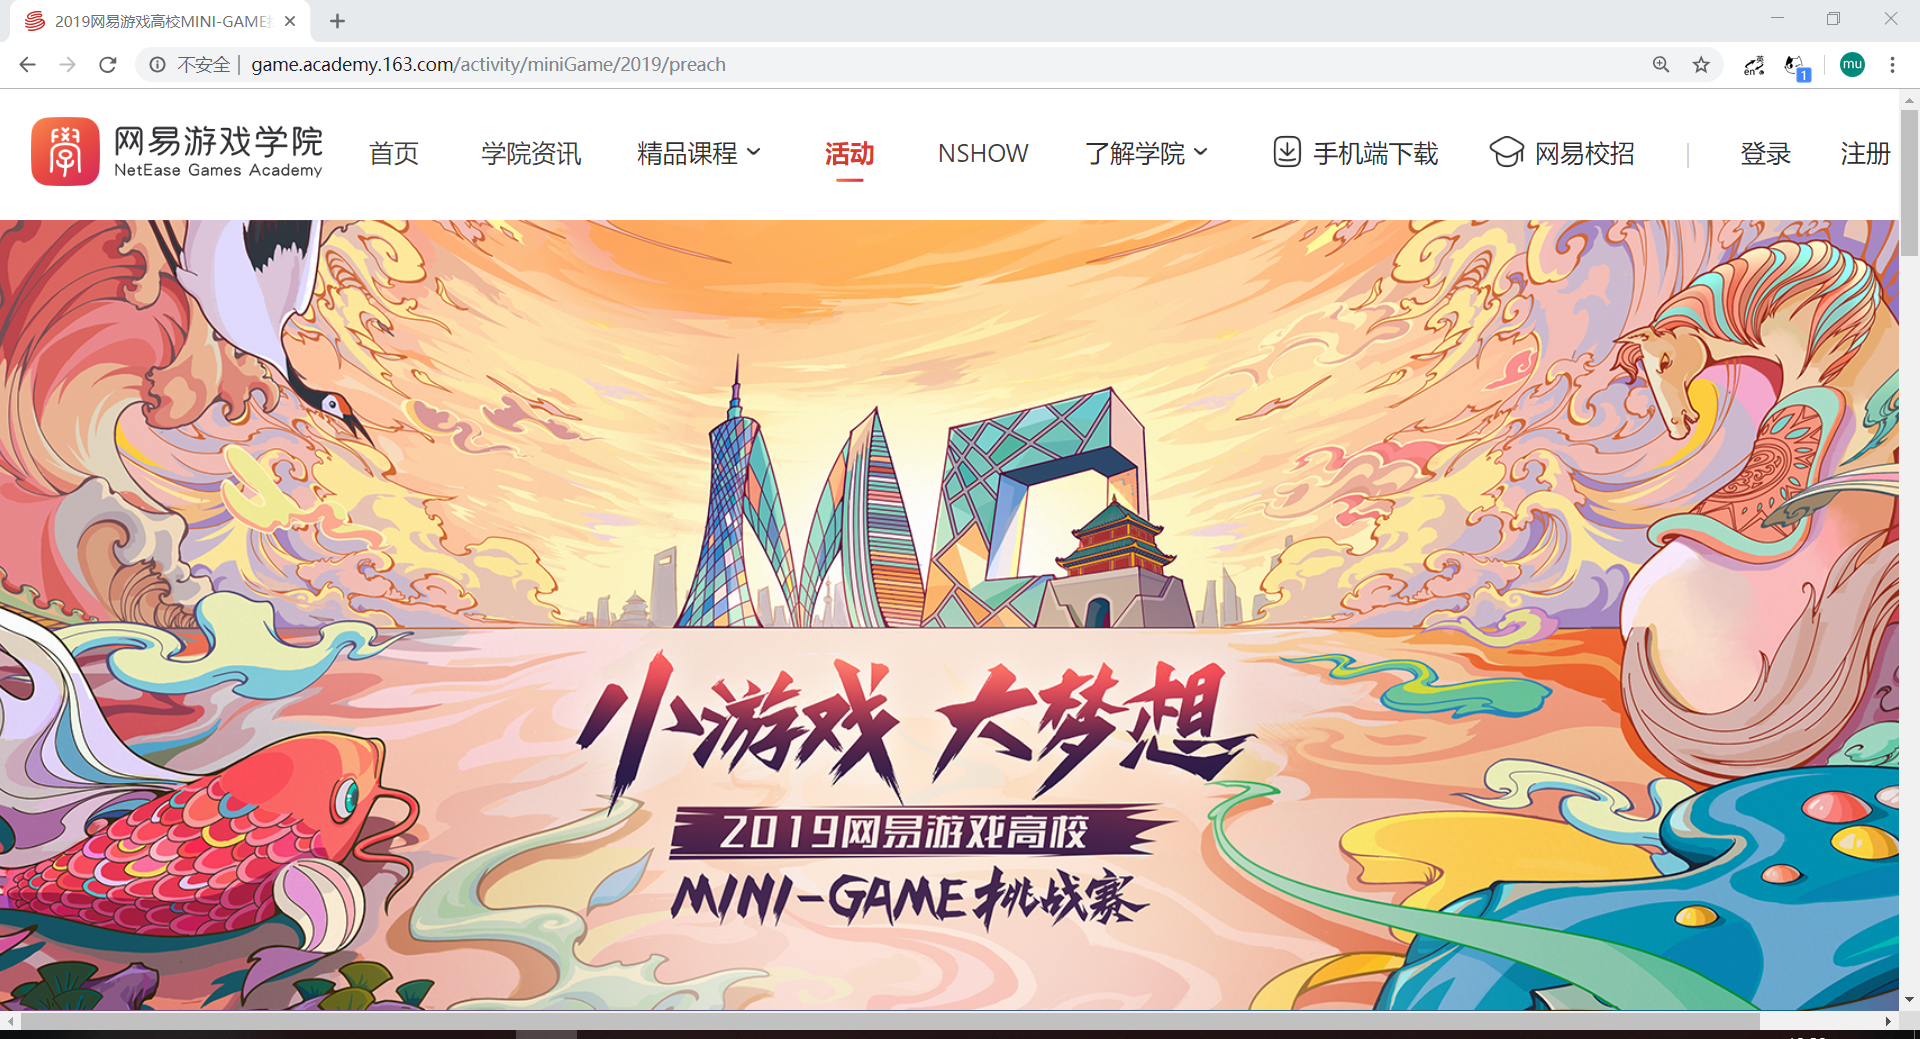 2019网易游戏高校MINI-GAME
不安全 | game.academy.163.com/activity/miniGame/2019/preach
en 英
1
mu
网易游戏学院
NetEase Games Academy
首页 学院资讯 精品课程 活动 NSHOW 了解学院 手机端下载 网易校招 | 登录 注册
小游戏 大梦想
2019网易游戏高校
MINI-GAME挑战赛